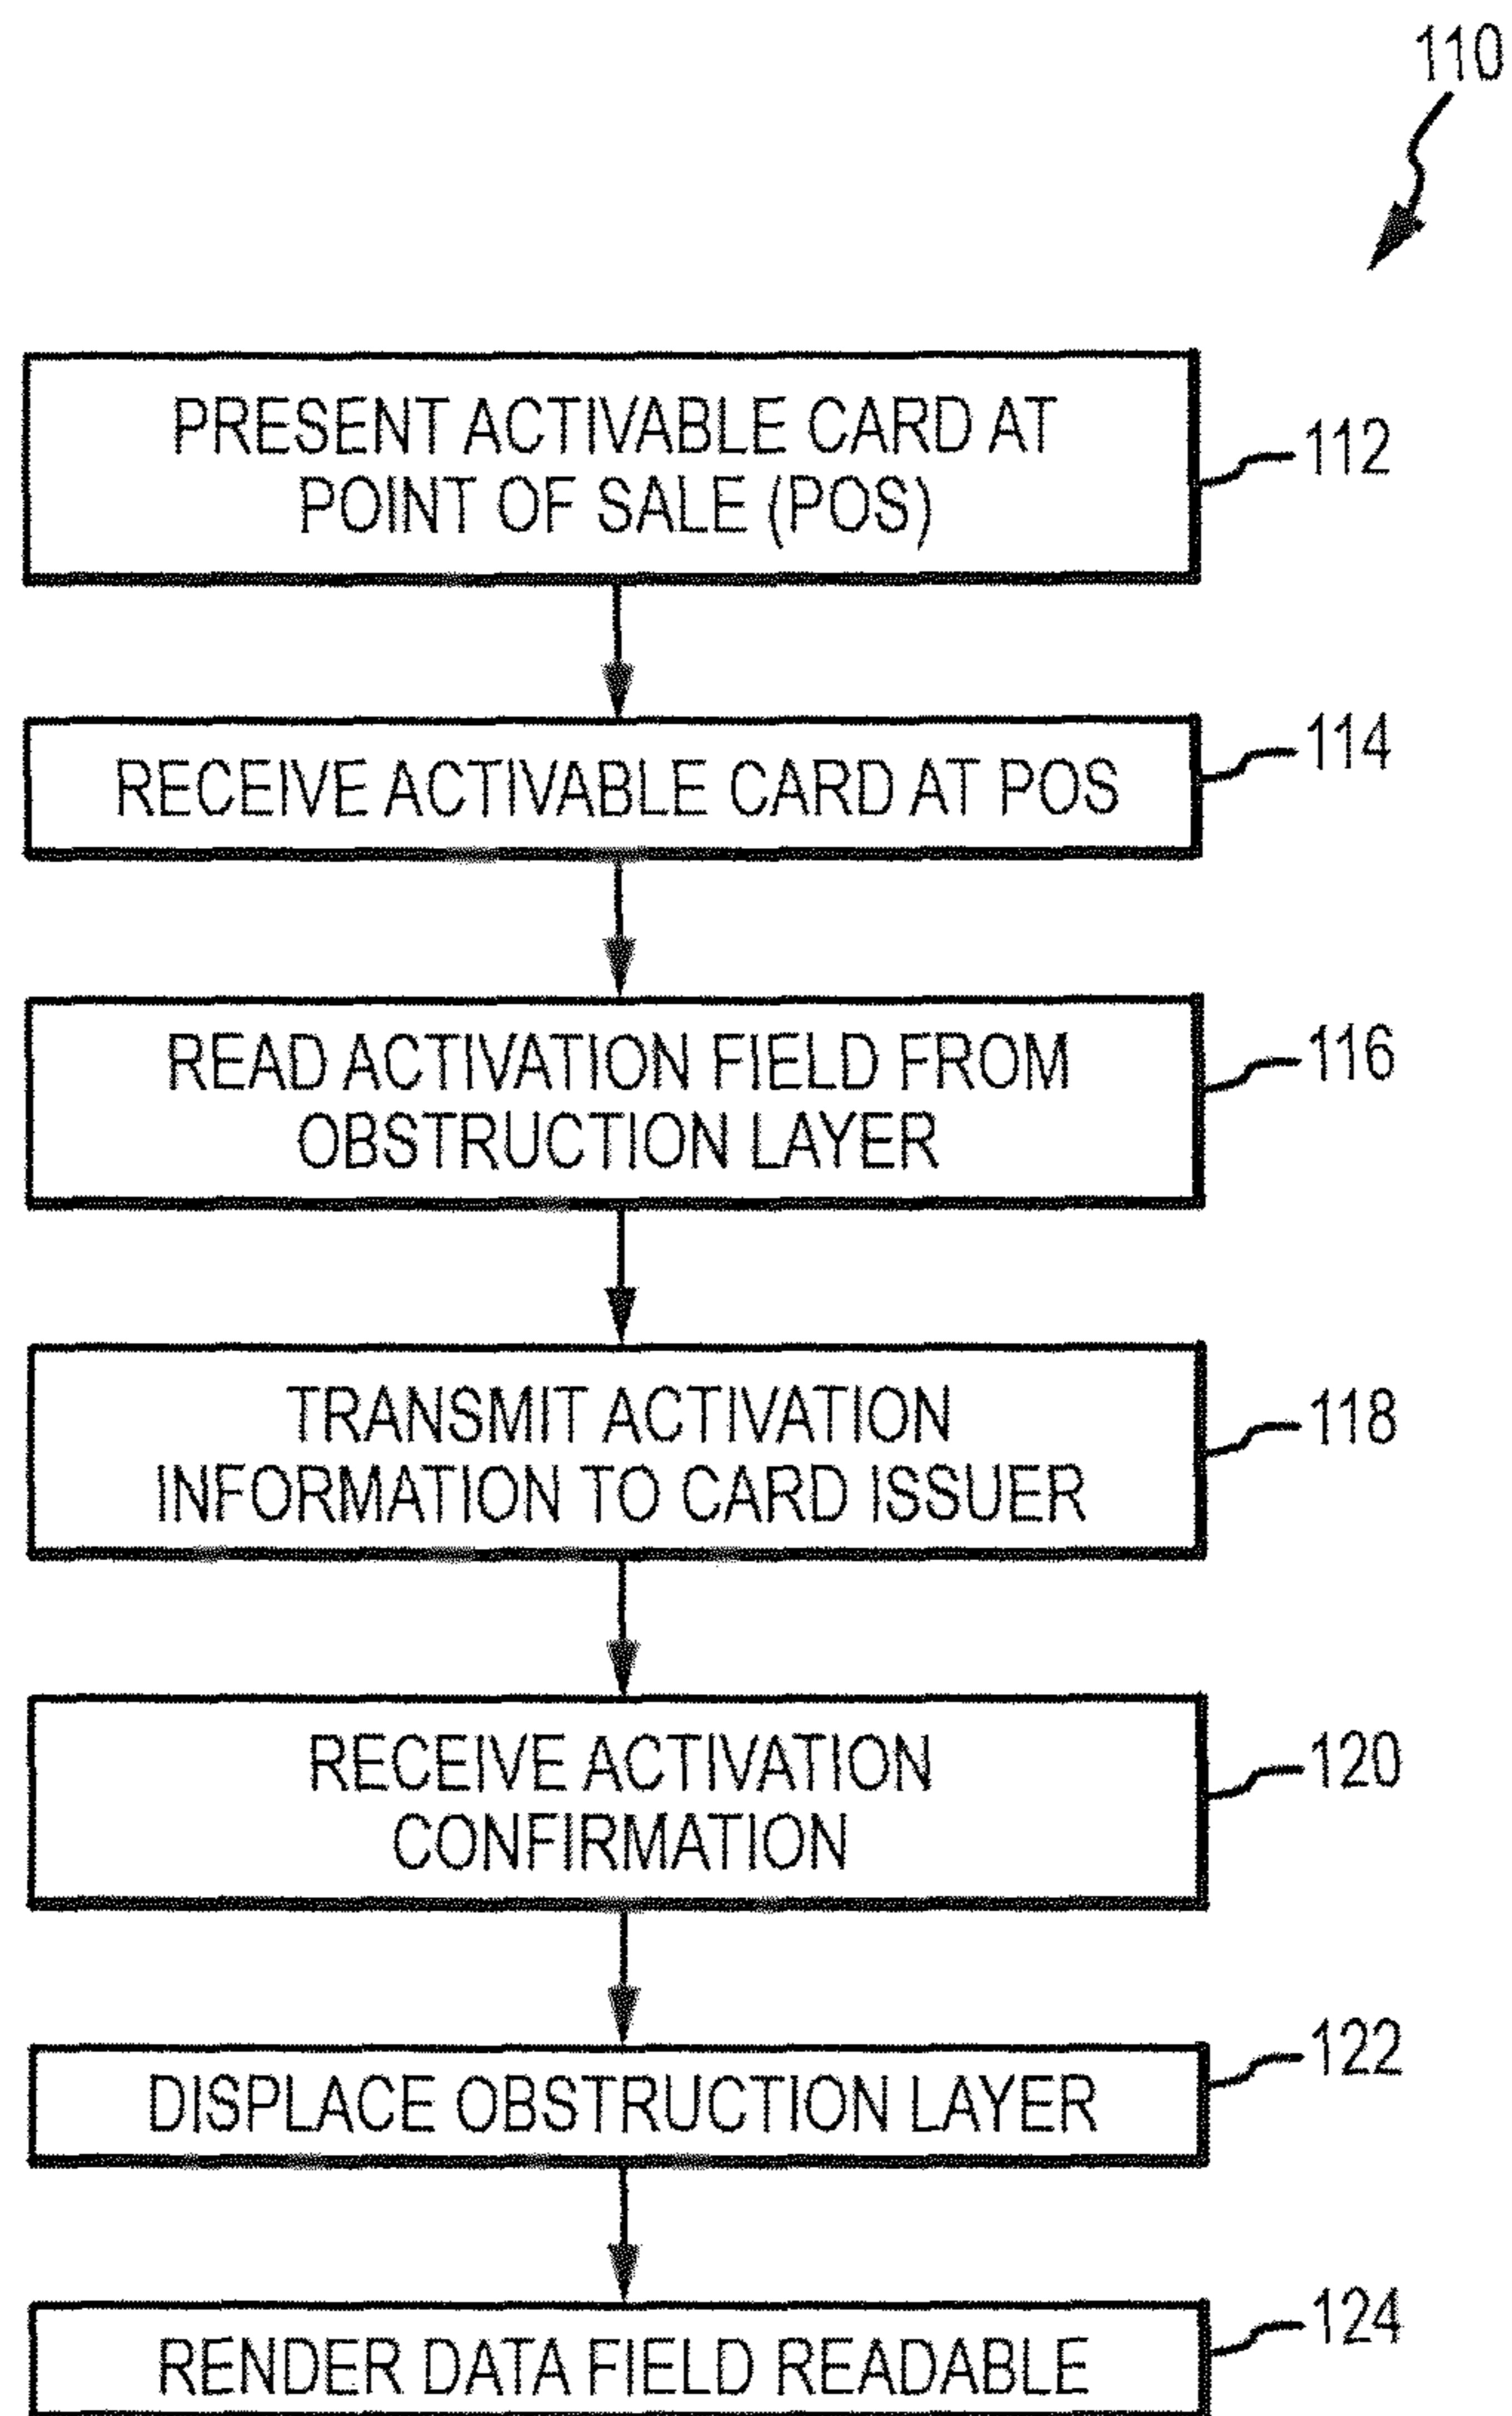 110
PRESENT ACTIVABLE CARD AT
POINT OF SALE (POS)
112
RECEIVE ACTIVABLE CARD AT POS
114
READ ACTIVATION FIELD FROM
OBSTRUCTION LAYER
116
TRANSMIT ACTIVATION
INFORMATION TO CARD ISSUER
118
RECEIVE ACTIVATION
CONFIRMATION
120
DISPLACE OBSTRUCTION LAYER
122
RENDER DATA FIELD READABLE
124